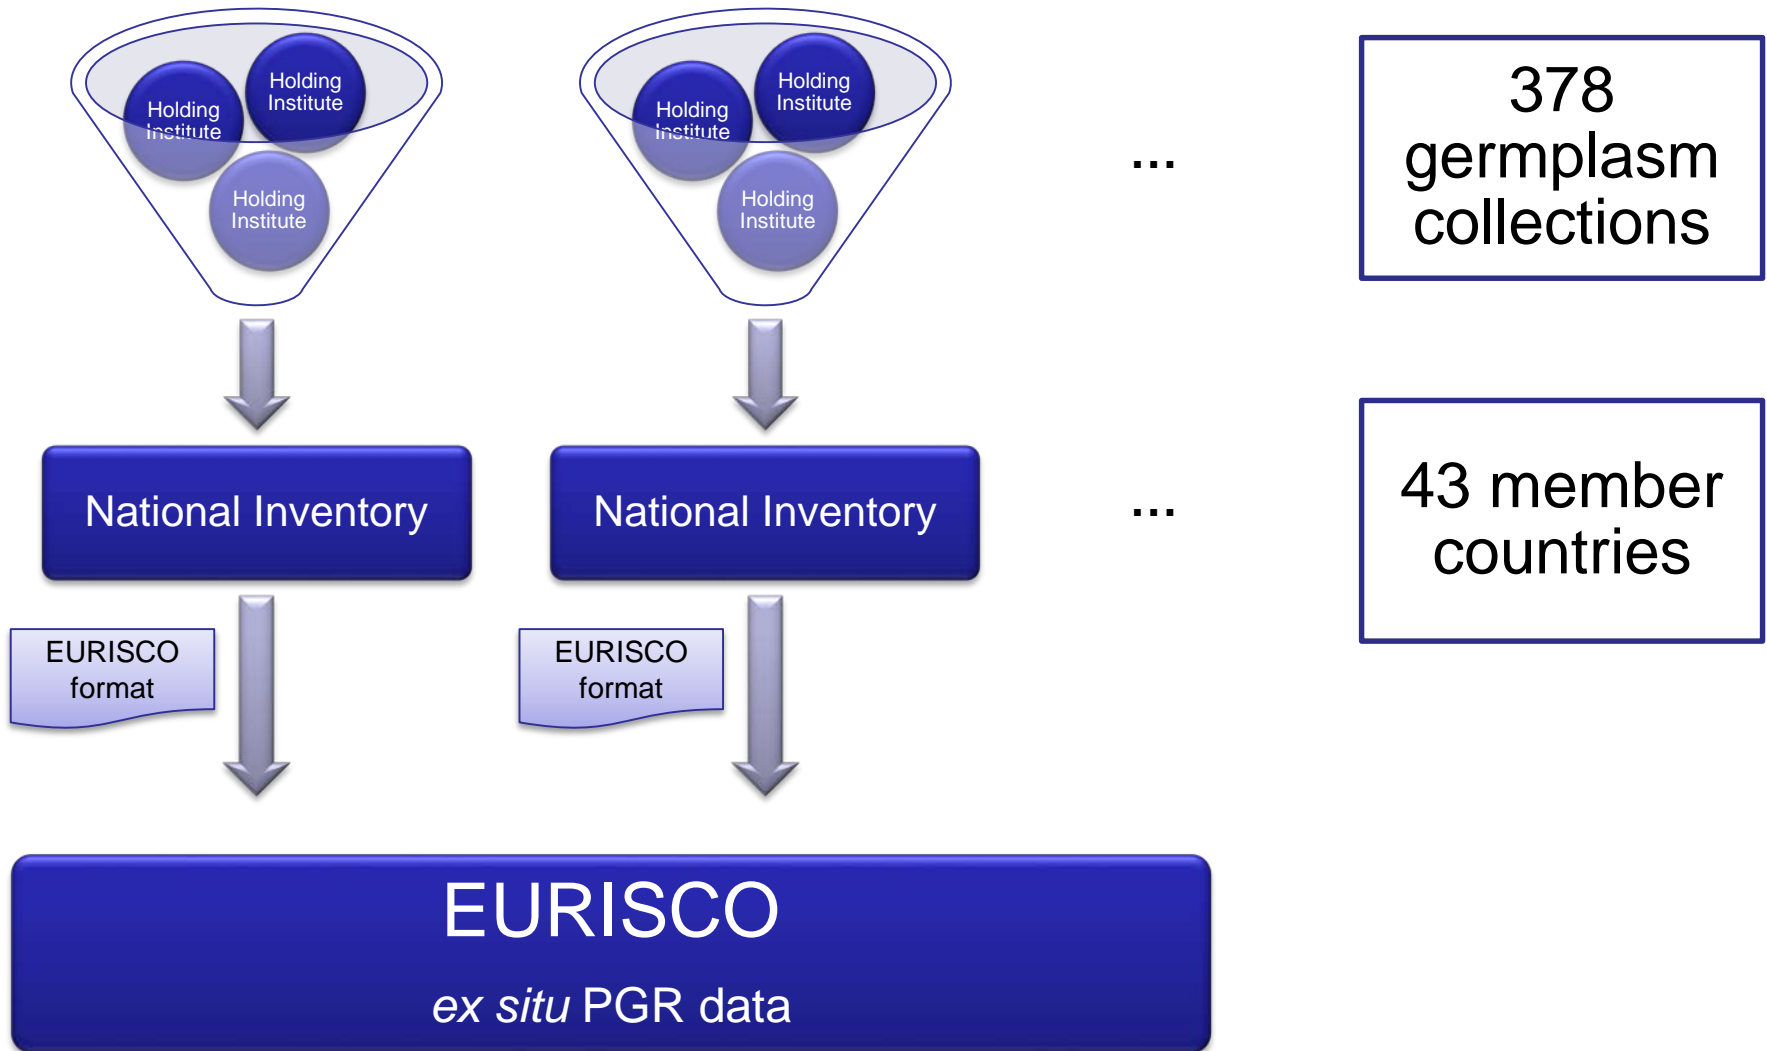 Holding
Institute
Holding
Institute
Holding
Institute
Holding
Institute
Holding
Institute
Holding
Institute
...
378
germplasm
collections
National Inventory
National Inventory
...
43 member
countries
EURISCO
format
EURISCO
format
EURISCO
ex situ PGR data